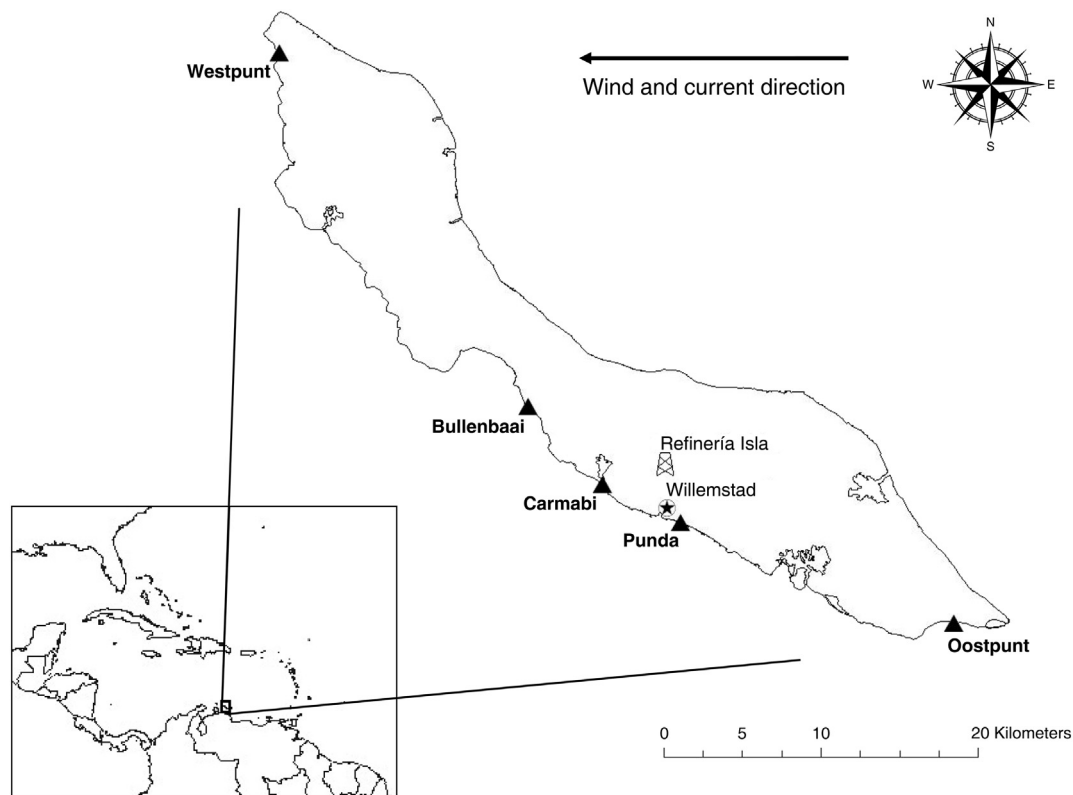 N
Westpunt
Wind and current direction
W
E
S
Bullenbaai
Refinería Isla
Carmabi
Willemstad
Punda
Oostpunt
0 5 10 20 Kilometers